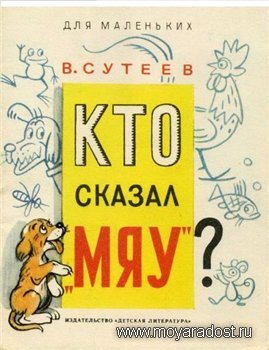 ДЛЯ МАЛЕНЬКИХ
В. СУТЕЕВ
КТО
СКАЗАЛ
„МЯУ"?
ИЗДАТЕЛЬСТВО «ДЕТСКАЯ ЛИТЕРАТУРА»
www.moyaradost.ru